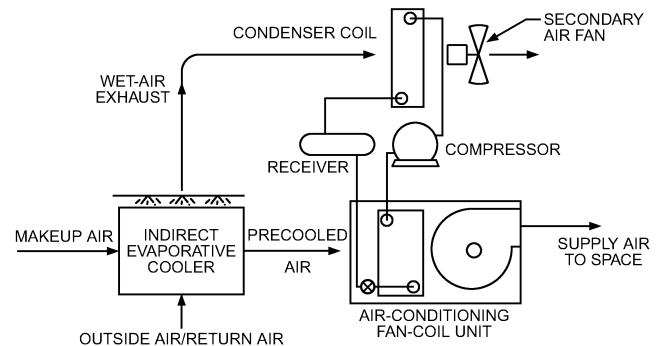 CONDENSER COIL
SECONDARY
AIR FAN
WET-AIR
EXHAUST
RECEIVER
COMPRESSOR
MAKEUP AIR
INDIRECT
EVAPORATIVE
COOLER
PRECOOLED
AIR
SUPPLY AIR
TO SPACE
OUTSIDE AIR/RETURN AIR
AIR-CONDITIONING
FAN-COIL UNIT